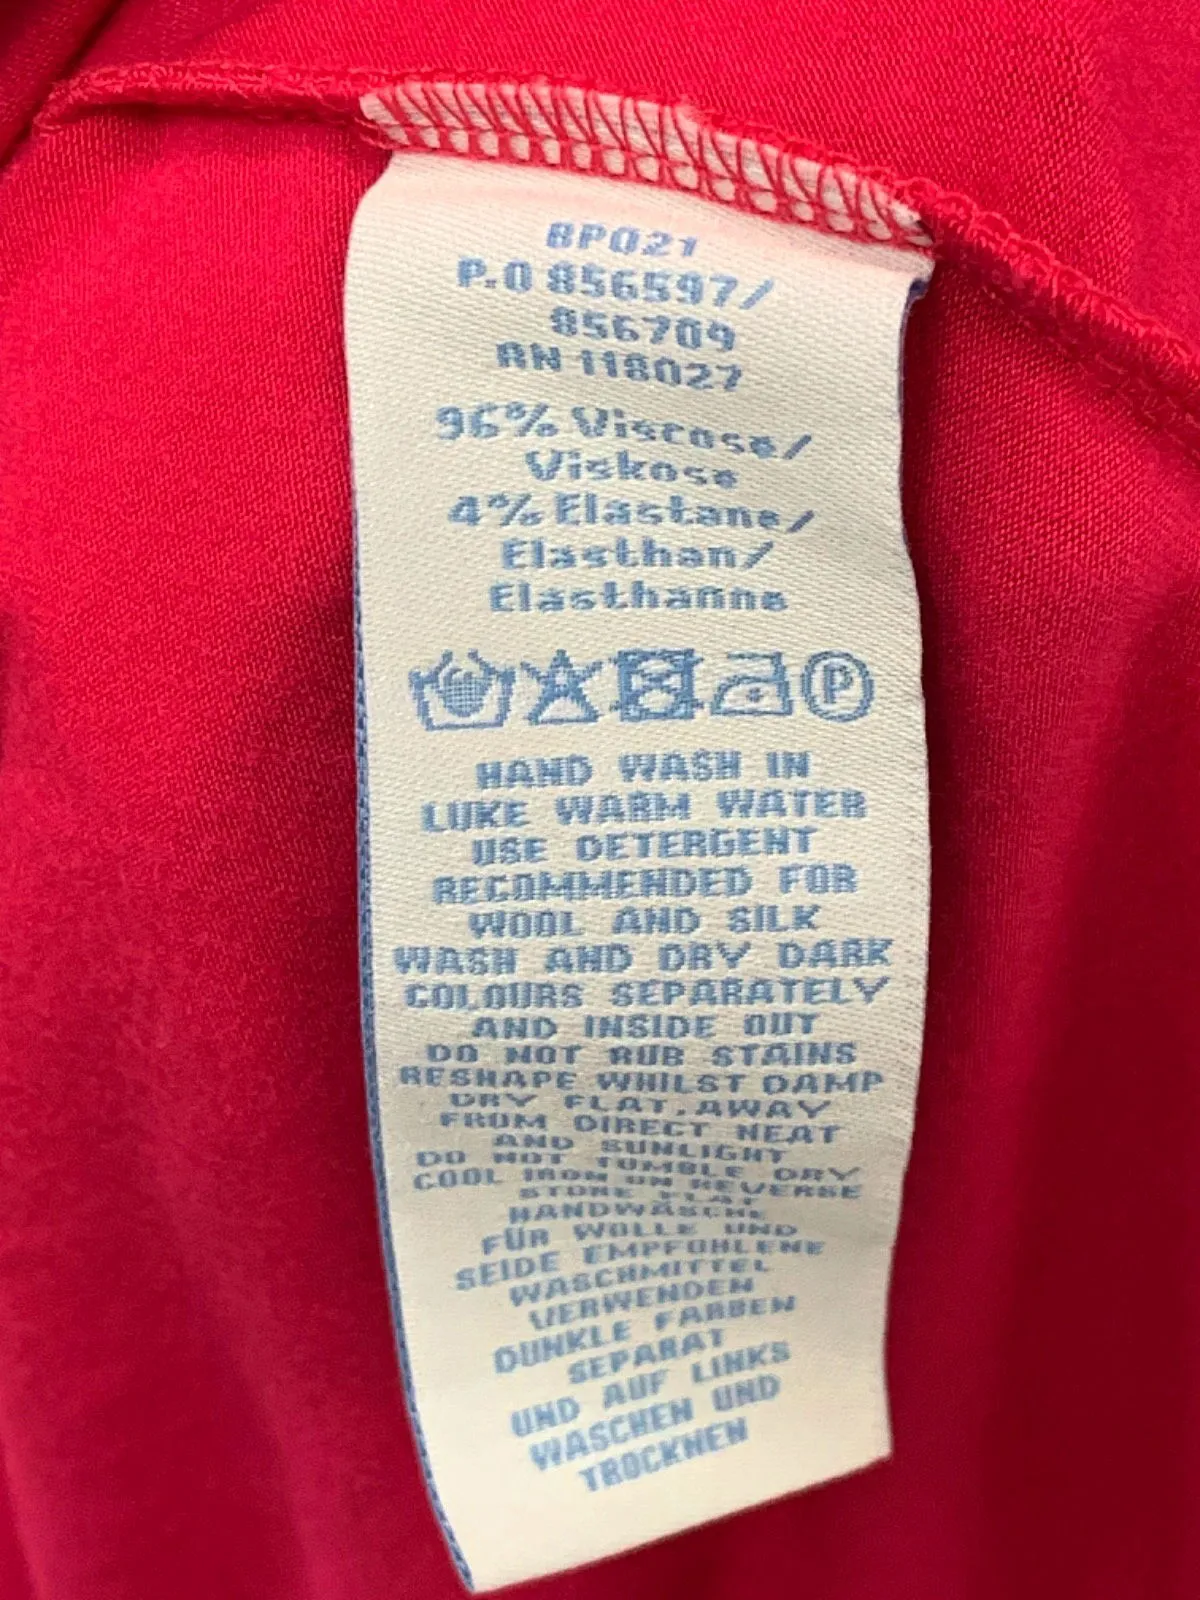 BP021
P.O 856597/
856709
RN 118027
96% Viscose/
Viskose
4% Elastane/
Elasthan/
Elasthanne
P
HAND WASH IN
LUKE WARM WATER
USE DETERGENT
RECOMMENDED FOR
WOOL AND SILK
WASH AND DRY DARK
COLOURS SEPARATELY
AND INSIDE OUT
DO NOT RUB STAINS
RESHAPE WHILST DAMP
DRY FLAT, AWAY
FROM DIRECT HEAT
AND SUNLIGHT
DO NOT TUMBLE DRY
COOL IRON ON REVERSE
STORE FLAT
HANDWÄSCHE
FÜR WOLLE UND
SEIDE EMPFOHLENE
WASCHMITTEL
VERWENDEN
DUNKLE FARBEN
SEPARAT
UND AUF LINKS
WASCHEN UND
TROCKNEN